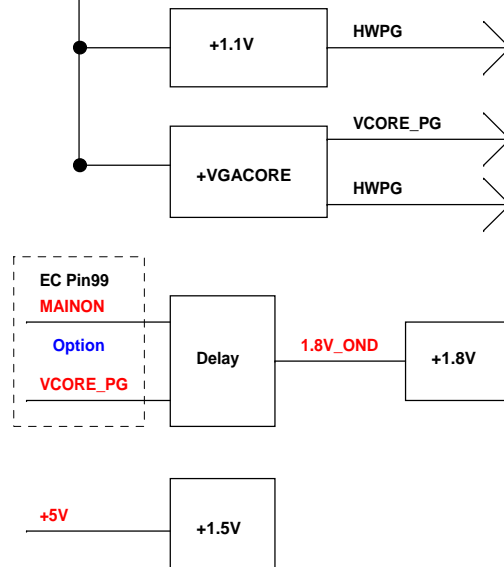 HWPG
+1.1V
VCORE_PG
+VGACORE
HWPG
EC Pin99
MAINON
Option
VCORE_PG
Delay
1.8V_OND
+1.8V
+5V
+1.5V